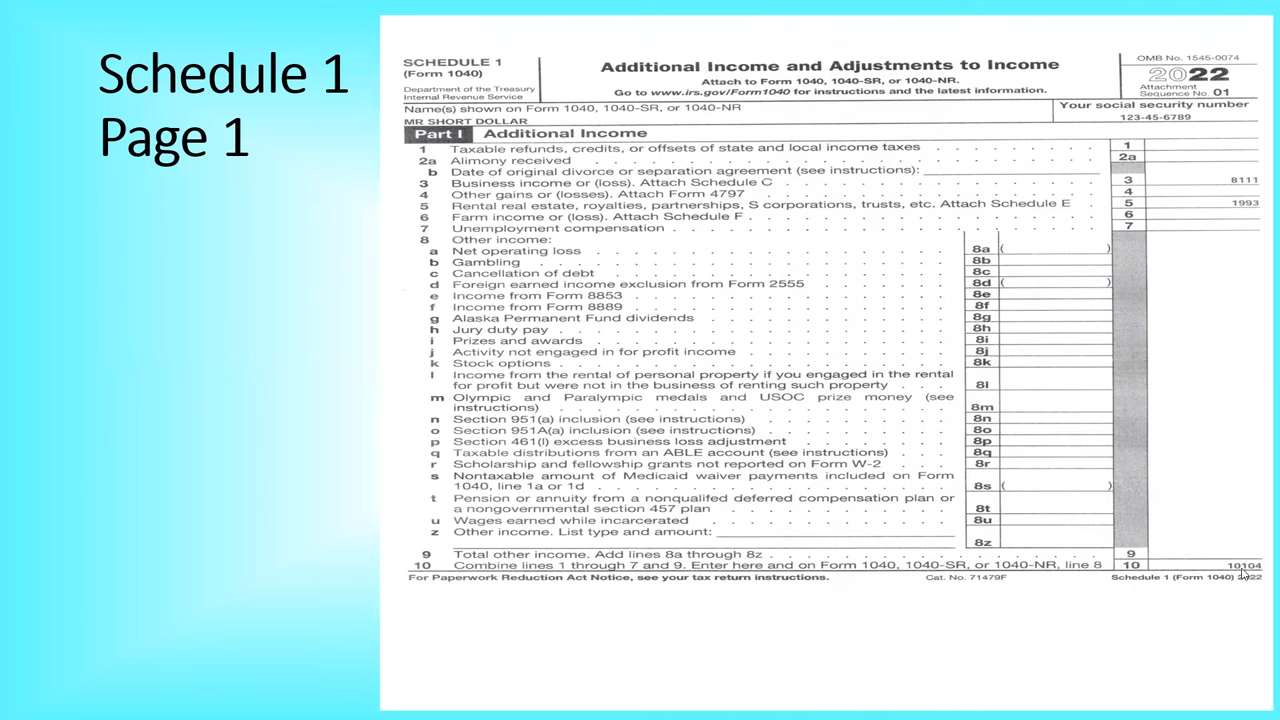 Schedule 1
Page 1
SCHEDULE 1
(Form 1040)
Department of the Treasury
Internal Revenue Service
Additional Income and Adjustments to Income
Attach to Form 1040, 1040-SR, or 1040-NR.
Go to www.irs.gov/Form1040 for instructions and the latest information.
OMB No. 1545-0074
2022
Attachment
Sequence No. 01
Name(s) shown on Form 1040, 1040-SR, or 1040-NR
Your social security number
MR SHORT DOLLAR
123-45-6789
Part I Additional Income
1 Taxable refunds, credits, or offsets of state and local income taxes 1
2a Alimony received 2a
b Date of original divorce or separation agreement (see instructions):
3 Business income or (loss). Attach Schedule C 3 8111
4 Other gains or (losses). Attach Form 4797 4
5 Rental real estate, royalties, partnerships, S corporations, trusts, etc. Attach Schedule E 5 1993
6 Farm income or (loss). Attach Schedule F 6
7 Unemployment compensation 7
8 Other income:
a Net operating loss 8a ( )
b Gambling 8b
c Cancellation of debt 8c
d Foreign earned income exclusion from Form 2555 8d ( )
e Income from Form 8853 8e
f Income from Form 8889 8f
g Alaska Permanent Fund dividends 8g
h Jury duty pay 8h
i Prizes and awards 8i
j Activity not engaged in for profit income 8j
k Stock options 8k
l Income from the rental of personal property if you engaged in the rental
for profit but were not in the business of renting such property 8l
m Olympic and Paralympic medals and USOC prize money (see
instructions) 8m
n Section 951(a) inclusion (see instructions) 8n
o Section 951A(a) inclusion (see instructions) 8o
p Section 461(l) excess business loss adjustment 8p
q Taxable distributions from an ABLE account (see instructions) 8q
r Scholarship and fellowship grants not reported on Form W-2 8r
s Nontaxable amount of Medicaid waiver payments included on Form
1040, line 1a or 1d 8s ( )
t Pension or annuity from a nonqualifed deferred compensation plan or
a nongovernmental section 457 plan 8t
u Wages earned while incarcerated 8u
z Other income. List type and amount:
8z
9 Total other income. Add lines 8a through 8z 9
10 Combine lines 1 through 7 and 9. Enter here and on Form 1040, 1040-SR, or 1040-NR, line 8 10 10104
For Paperwork Reduction Act Notice, see your tax return instructions. Cat. No. 71479F Schedule 1 (Form 1040) 2022